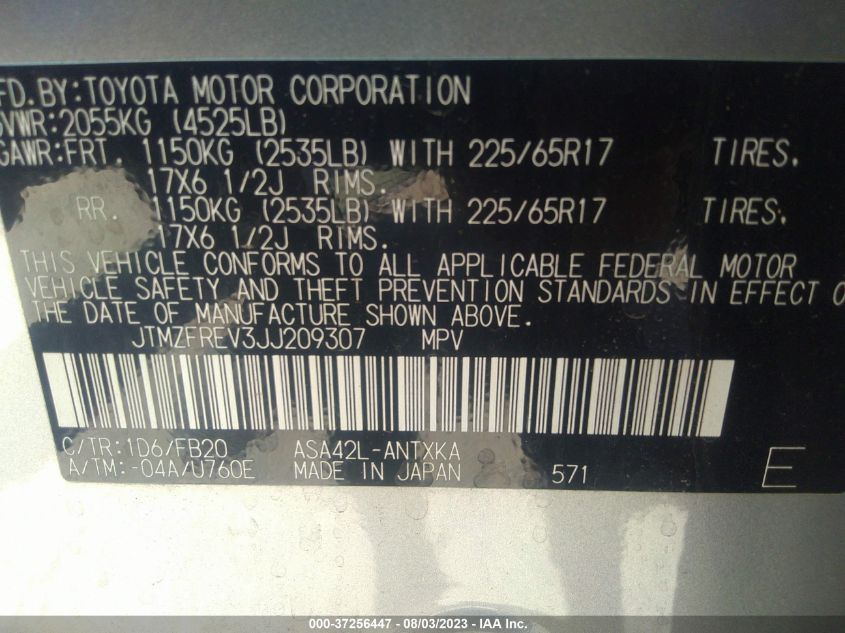 FD. BY: TOYOTA MOTOR CORPORATION
GVWR: 2055KG (4525LB)
GAWR: FRT. 1150KG (2535LB) WITH 225/65R17 TIRES.
17X6 1/2J RIMS.
RR. 1150KG (2535LB) WITH 225/65R17 TIRES,
17X6 1/2J RIMS.
THIS VEHICLE CONFORMS TO ALL APPLICABLE FEDERAL MOTOR
VEHICLE SAFETY AND THEFT PREVENTION STANDARDS IN EFFECT O
THE DATE OF MANUFACTURE SHOWN ABOVE.
JTMZFREV3JJ209307 MPV
C/TR: 1D6/FB20 ASA42L-ANTXKA
A/TM: -04A/U760E MADE IN JAPAN 571 E
000-37256447 - 08/03/2023 - Copyright © 2023 IAA, Inc.